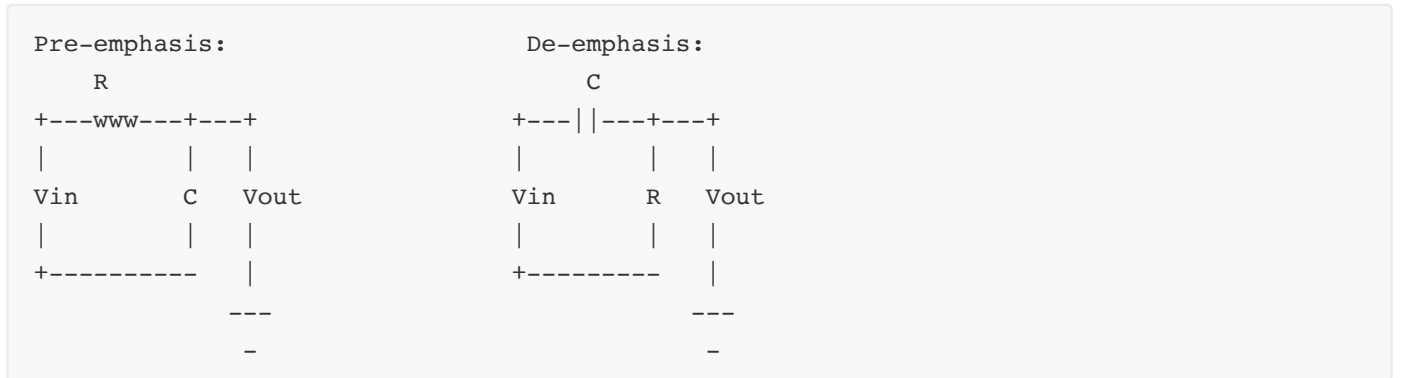 Pre-emphasis:                    De-emphasis:
    R                                C
+---www---+---+                 +---||---+---+
|         |   |                 |        |   |
Vin       C   Vout              Vin      R   Vout
|         |   |                 |        |   |
+----------   |                 +---------   |
             ---                            ---
              -                              -